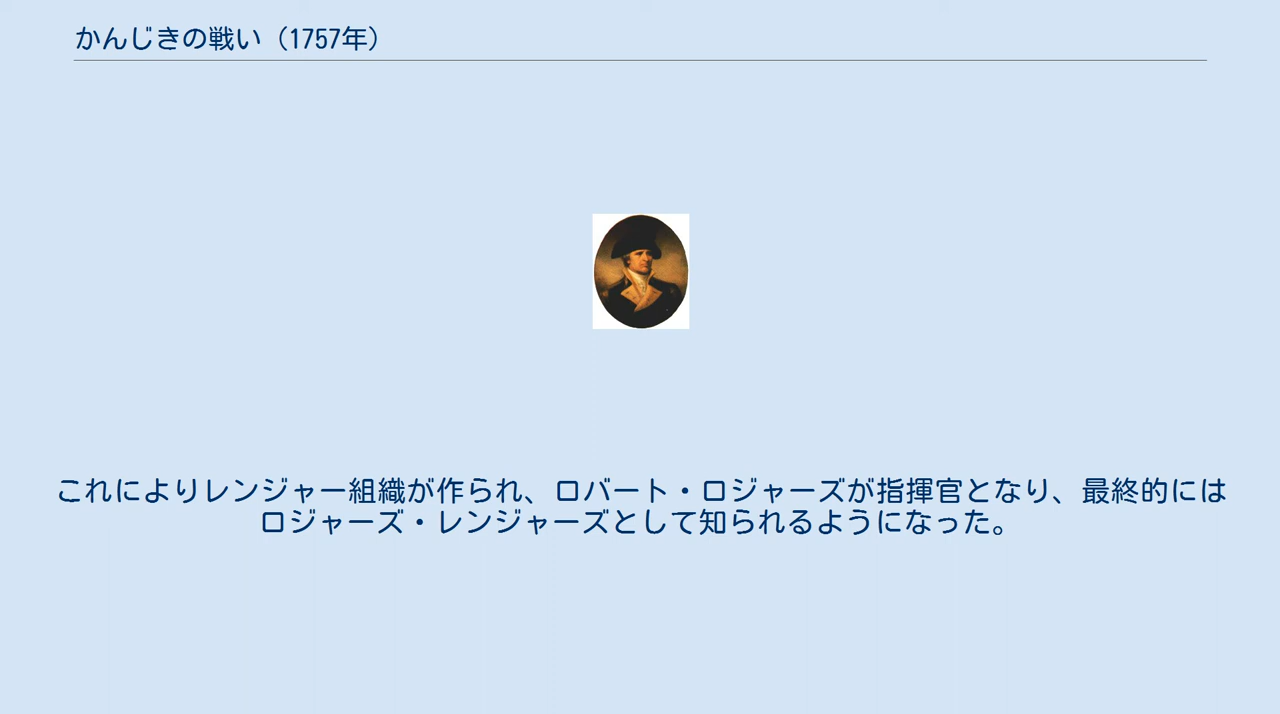 かんじきの戦い（1757年）
これによりレンジャー組織が作られ、ロバート・ロジャーズが指揮官となり、最終的には
ロジャーズ・レンジャーズとして知られるようになった。